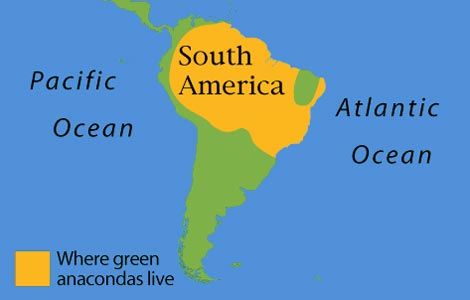 South
America
Pacific
Ocean
Atlantic
Ocean
Where green
anacondas live